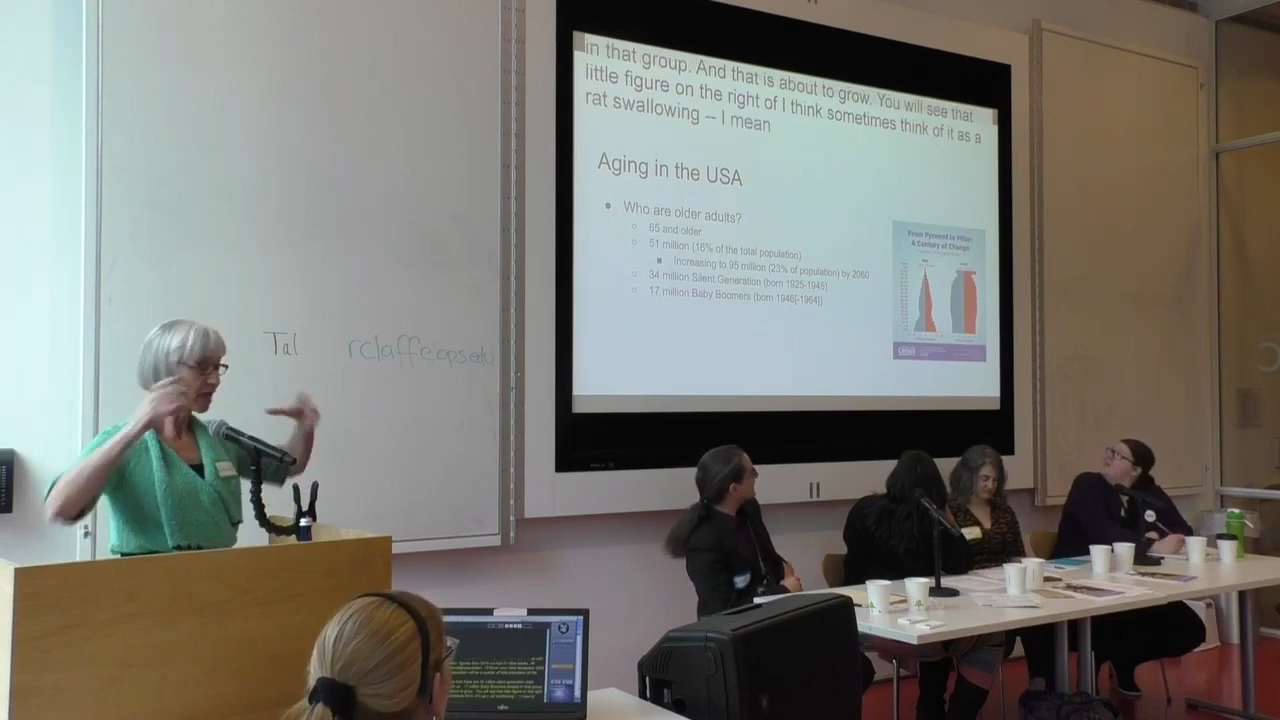 in that group. And that is about to grow. You will see that
little figure on the right of I think sometimes think of it as a
rat swallowing – I mean
Aging in the USA
Who are older adults?
65 and older
51 million (16% of the total population)
Increasing to 95 million (23% of population) by 2060
34 million Silent Generation (born 1925-1945)
17 million Baby Boomers (born 1946[-1964])
From Pyramid to Pillar:
A Century of Change
Census
Tal
FUJITSU